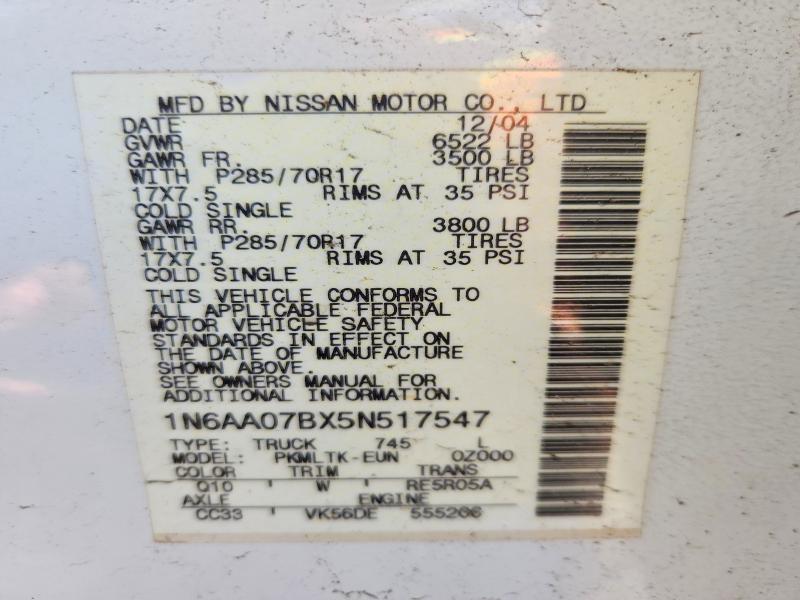 MFD BY NISSAN MOTOR CO., LTD
DATE 12/04
GVWR 6522 LB
GAWR FR. 3500 LB
WITH P285/70R17 TIRES
17X7.5 RIMS AT 35 PSI
COLD SINGLE
GAWR RR. 3800 LB
WITH P285/70R17 TIRES
17X7.5 RIMS AT 35 PSI
COLD SINGLE
THIS VEHICLE CONFORMS TO
ALL APPLICABLE FEDERAL
MOTOR VEHICLE SAFETY
STANDARDS IN EFFECT ON
THE DATE OF MANUFACTURE
SHOWN ABOVE.
SEE OWNERS MANUAL FOR
ADDITIONAL INFORMATION.
1N6AA07BX5N517547
TYPE: TRUCK 745 L
MODEL: PKMLTK-EUN 0Z000
COLOR TRIM TRANS
Q10 W RE5R05A
AXLE ENGINE
CC33 VK56DE 555206